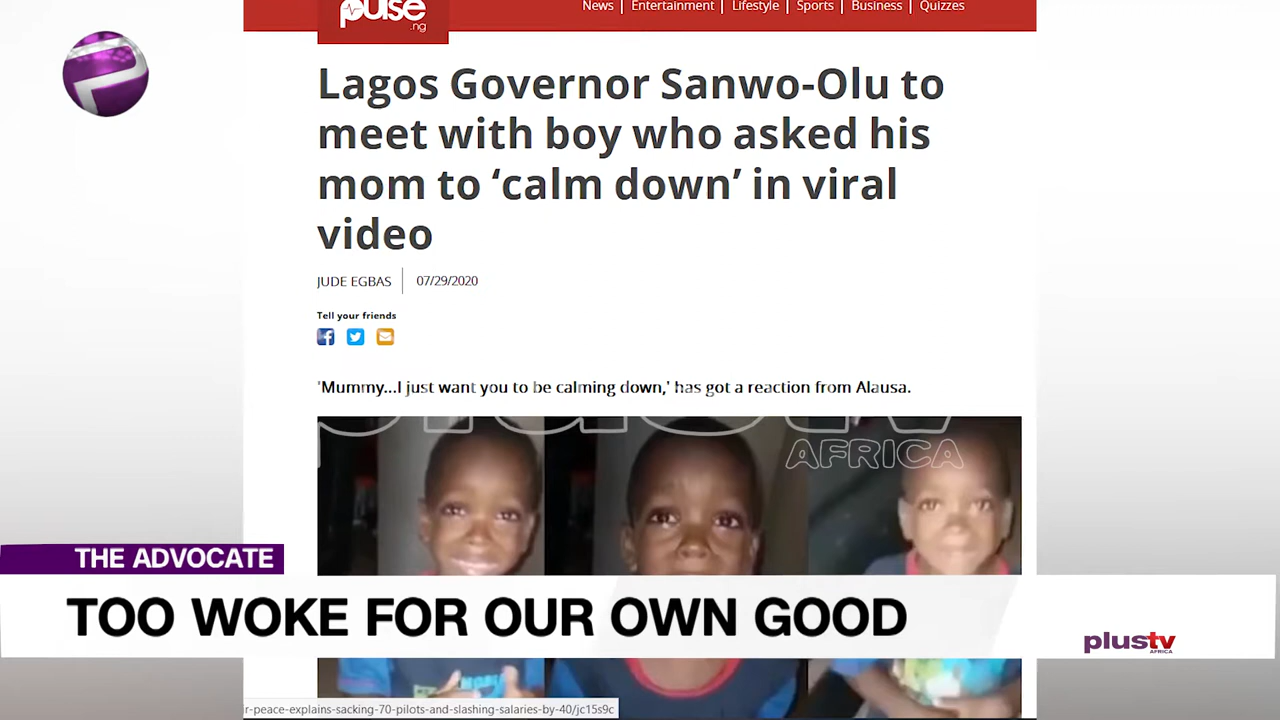 pulse
.ng
News | Entertainment | Lifestyle | Sports | Business | Quizzes
Lagos Governor Sanwo-Olu to
meet with boy who asked his
mom to ‘calm down’ in viral
video
JUDE EGBAS | 07/29/2020
Tell your friends
'Mummy...I just want you to be calming down,' has got a reaction from Alausa.
plustv
AFRICA
THE ADVOCATE
TOO WOKE FOR OUR OWN GOOD
plustv
AFRICA
r-peace-explains-sacking-70-pilots-and-slashing-salaries-by-40/jc15s9c